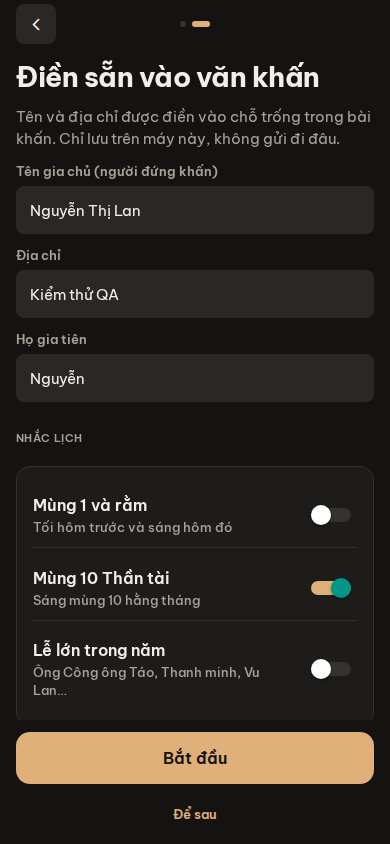 Điền sẵn vào văn khấn
Tên và địa chỉ được điền vào chỗ trống trong bài
khấn. Chỉ lưu trên máy này, không gửi đi đâu.
Tên gia chủ (người đứng khấn)
Nguyễn Thị Lan
Địa chỉ
Kiểm thử QA
Họ gia tiên
Nguyễn
NHẮC LỊCH
Mùng 1 và rằm
Tối hôm trước và sáng hôm đó
Mùng 10 Thần tài
Sáng mùng 10 hằng tháng
Lễ lớn trong năm
Ông Công ông Táo, Thanh minh, Vu
Lan...
Bắt đầu
Để sau